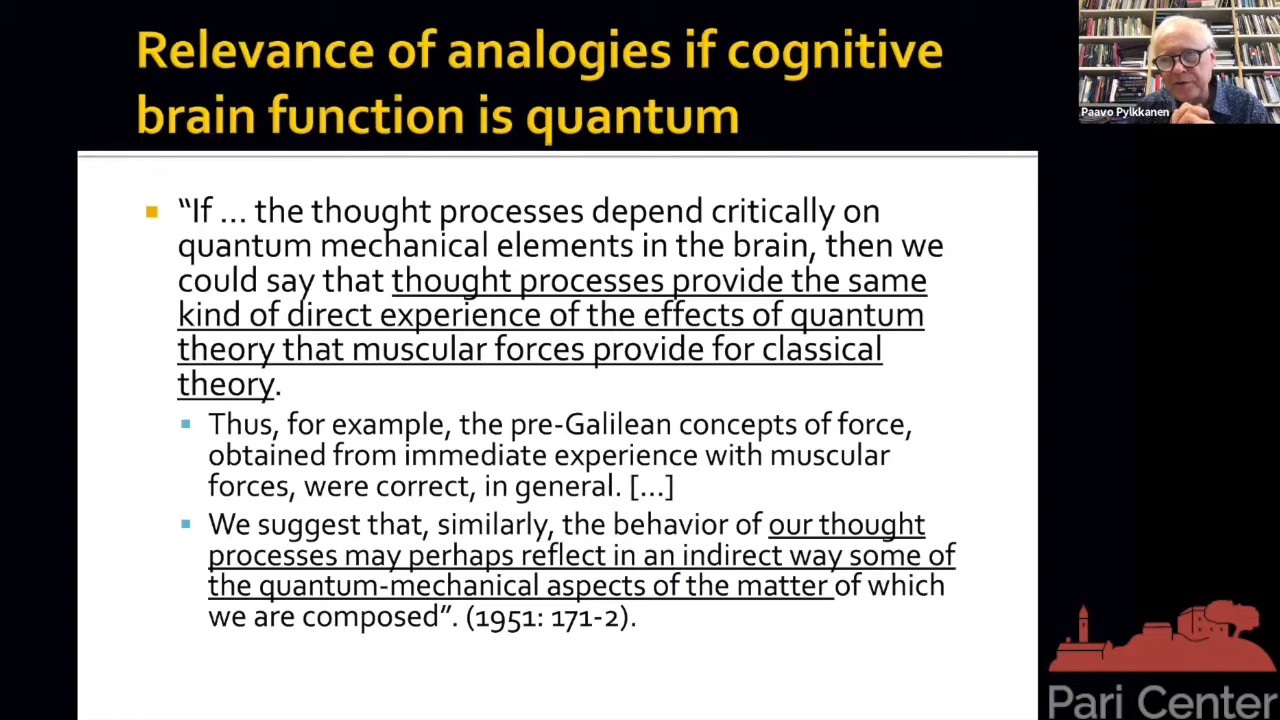 Relevance of analogies if cognitive
brain function is quantum
Paavo Pylkkanen
“If … the thought processes depend critically on
quantum mechanical elements in the brain, then we
could say that thought processes provide the same
kind of direct experience of the effects of quantum
theory that muscular forces provide for classical
theory.
Thus, for example, the pre-Galilean concepts of force,
obtained from immediate experience with muscular
forces, were correct, in general. […]
We suggest that, similarly, the behavior of our thought
processes may perhaps reflect in an indirect way some of
the quantum-mechanical aspects of the matter of which
we are composed”. (1951: 171-2).
Pari Center